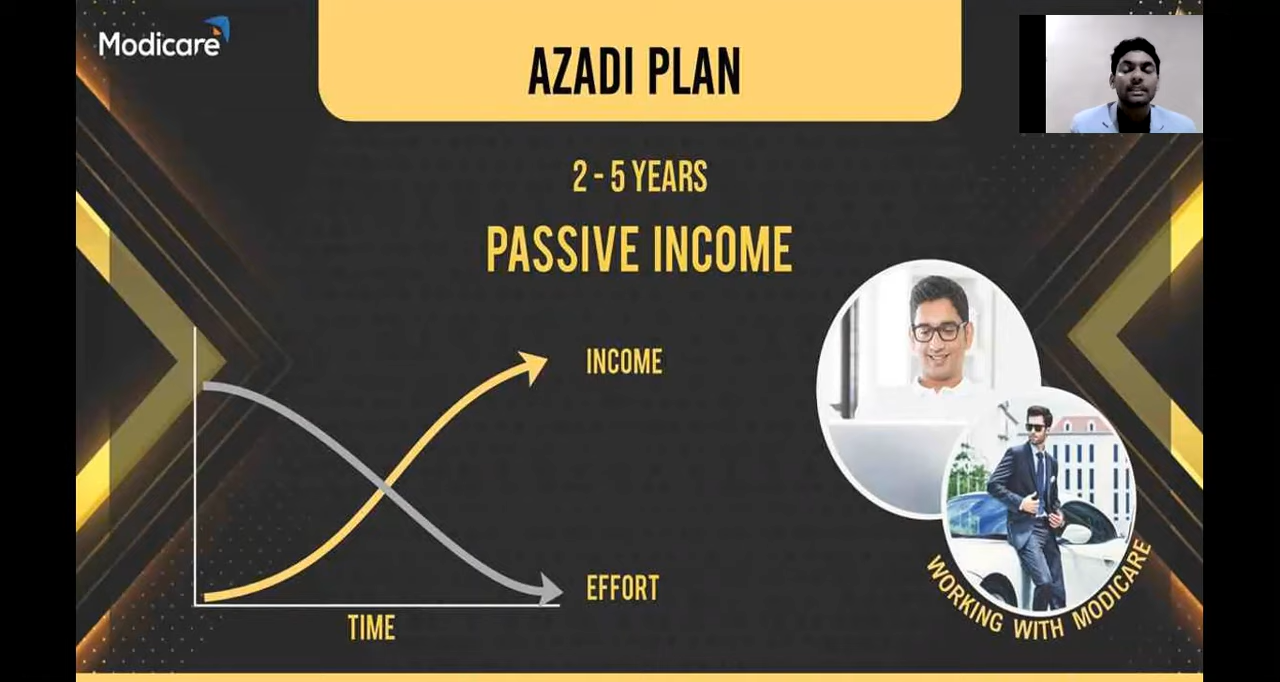 Modicare
AZADI PLAN
2 - 5 YEARS
PASSIVE INCOME
INCOME
EFFORT
TIME
WORKING WITH MODICARE